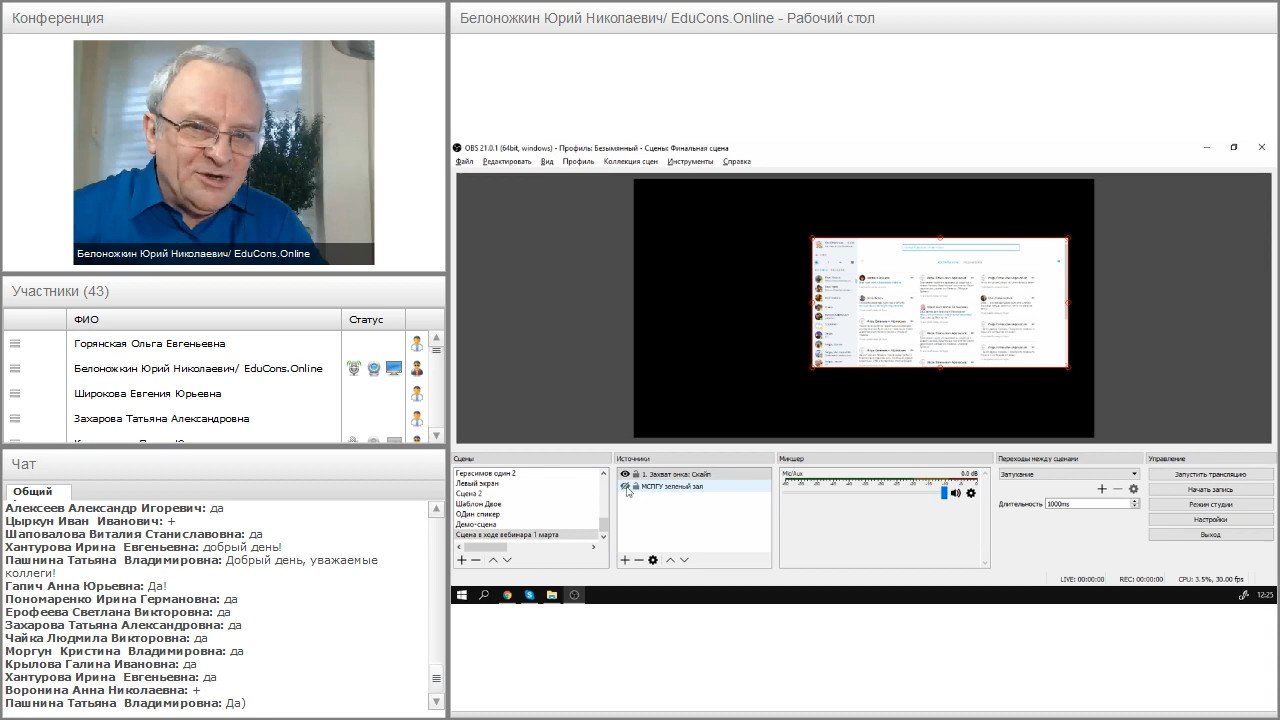 Конференция
Белоножкин Юрий Николаевич/ EduCons.Online
Участники (43)
ФИО
Статус
Горянская Ольга Евгеньевна
Белоножкин Юрий Николаевич/ EduCons.Online
Широкова Евгения Юрьевна
Захарова Татьяна Александровна
Чат
Общий
Алексеев Александр Игоревич: да
Цыркун Иван Иванович: +
Шаповалова Виталия Станиславовна: да
Хантурова Ирина Евгеньевна: добрый день!
Пашнина Татьяна Владимировна: Добрый день, уважаемые
коллеги!
Гапич Анна Юрьевна: Да!
Пономаренко Ирина Германовна: да
Ерофеева Светлана Викторовна: да
Захарова Татьяна Александровна: да
Чайка Людмила Викторовна: да
Моргун Кристина Владимировна: да
Крылова Галина Ивановна: да
Хантурова Ирина Евгеньевна: да
Воронина Анна Николаевна: +
Пашнина Татьяна Владимировна: Да)
Белоножкин Юрий Николаевич/ EduCons.Online - Рабочий стол
OBS 21.0.1 (64bit, windows) - Профиль: Безымянный - Сцены: Финальная сцена
Файл Редактировать Вид Профиль Коллекция сцен Инструменты Справка
Сцены
Герасимов один 2
Левый экран
Сцена 2
Шаблон Двое
ОДин спикер
Демо-сцена
Сцена в ходе вебинара 1 марта
Источники
1. Захват окна: Скайп
МСПГУ зеленый зал
Микшер
Mic/Aux 0.0 dB
Переходы между сценами
Затухание
Длительность 1000ms
Управление
Запустить трансляцию
Начать запись
Режим студии
Настройки
Выход
LIVE: 00:00:00 REC: 00:00:00 CPU: 3.5%, 30.00 fps
12:25